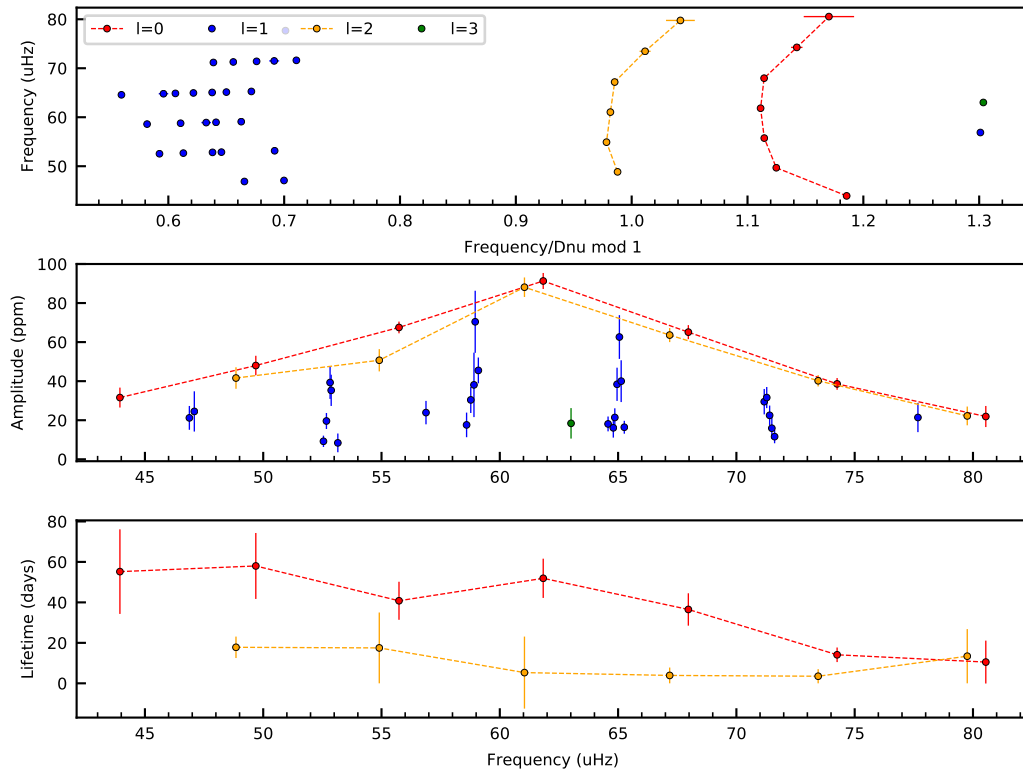 l=0 l=1 l=2 l=3
80
70
60
50
Frequency (uHz)
0.6 0.7 0.8 0.9 1.0 1.1 1.2 1.3
Frequency/Dnu mod 1
100
80
60
40
20
0
Amplitude (ppm)
45 50 55 60 65 70 75 80
80
60
40
20
0
Lifetime (days)
45 50 55 60 65 70 75 80
Frequency (uHz)